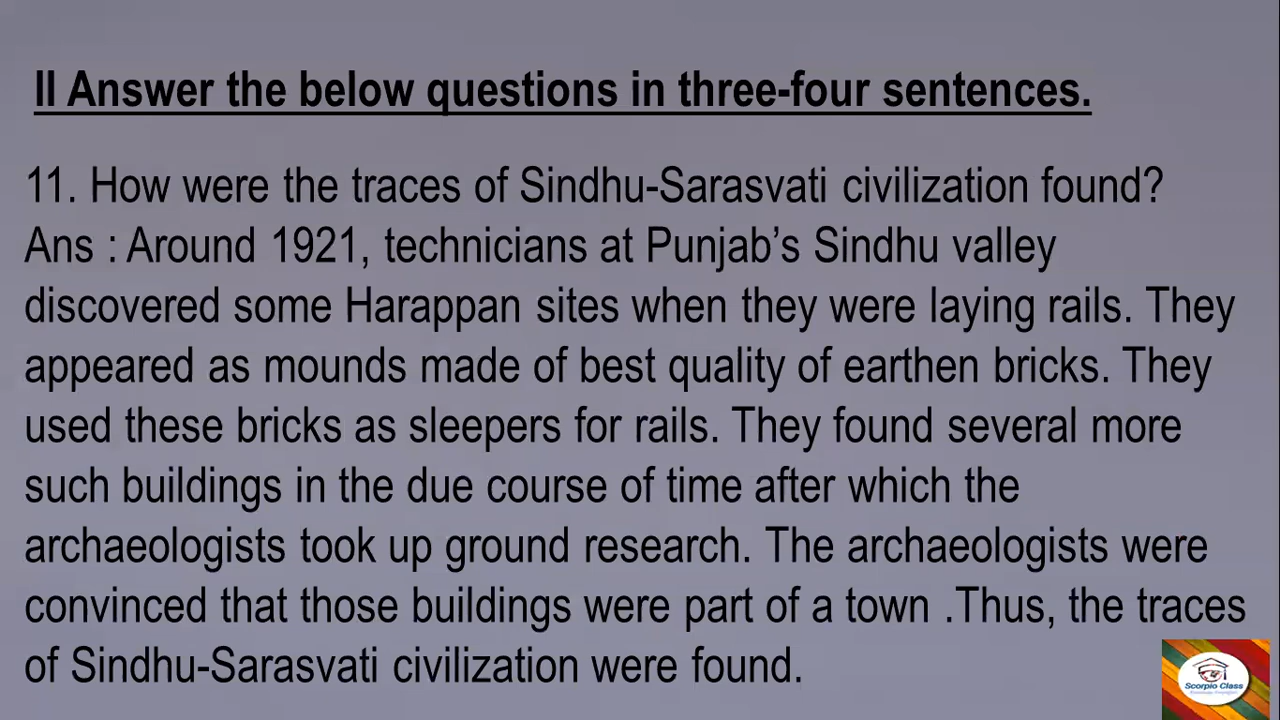 II Answer the below questions in three-four sentences.
11. How were the traces of Sindhu-Sarasvati civilization found?
Ans : Around 1921, technicians at Punjab’s Sindhu valley
discovered some Harappan sites when they were laying rails. They
appeared as mounds made of best quality of earthen bricks. They
used these bricks as sleepers for rails. They found several more
such buildings in the due course of time after which the
archaeologists took up ground research. The archaeologists were
convinced that those buildings were part of a town .Thus, the traces
of Sindhu-Sarasvati civilization were found.
Scorpio Class